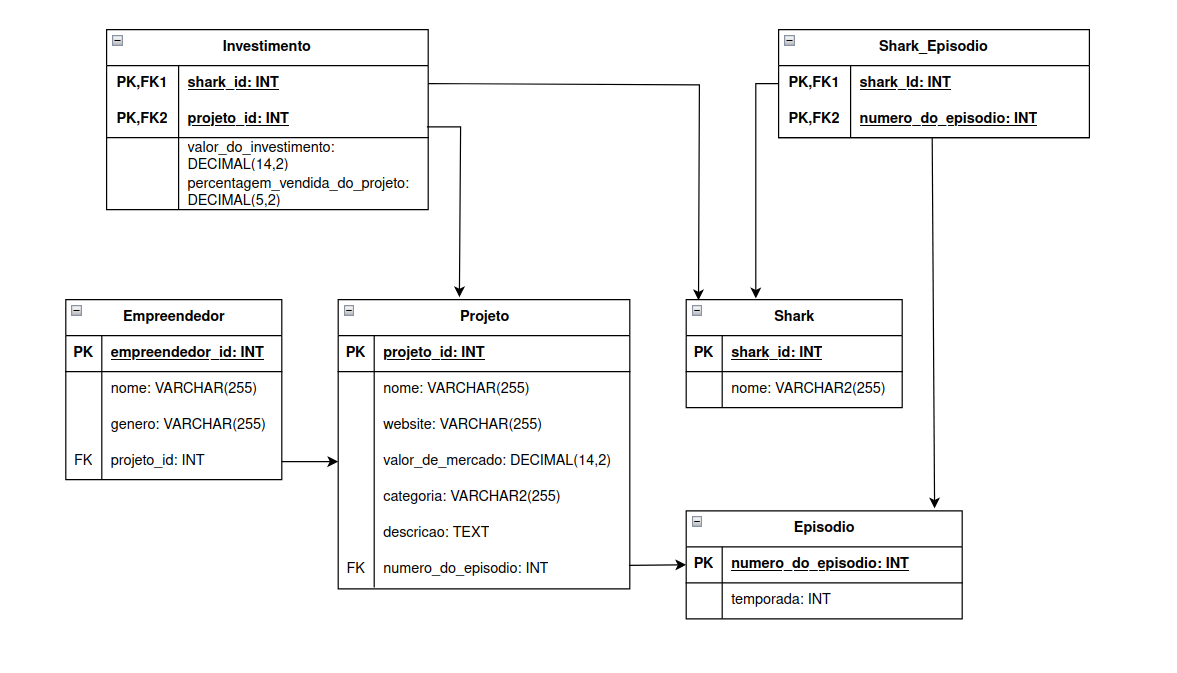 Investimento
PK,FK1 shark_id: INT
PK,FK2 projeto_id: INT
valor_do_investimento:
DECIMAL(14,2)
percentagem_vendida_do_projeto:
DECIMAL(5,2)
Shark_Episodio
PK,FK1 shark_Id: INT
PK,FK2 numero_do_episodio: INT
Empreendedor
PK empreendedor_id: INT
nome: VARCHAR(255)
genero: VARCHAR(255)
FK projeto_id: INT
Projeto
PK projeto_id: INT
nome: VARCHAR(255)
website: VARCHAR(255)
valor_de_mercado: DECIMAL(14,2)
categoria: VARCHAR2(255)
descricao: TEXT
FK numero_do_episodio: INT
Shark
PK shark_id: INT
nome: VARCHAR2(255)
Episodio
PK numero_do_episodio: INT
temporada: INT